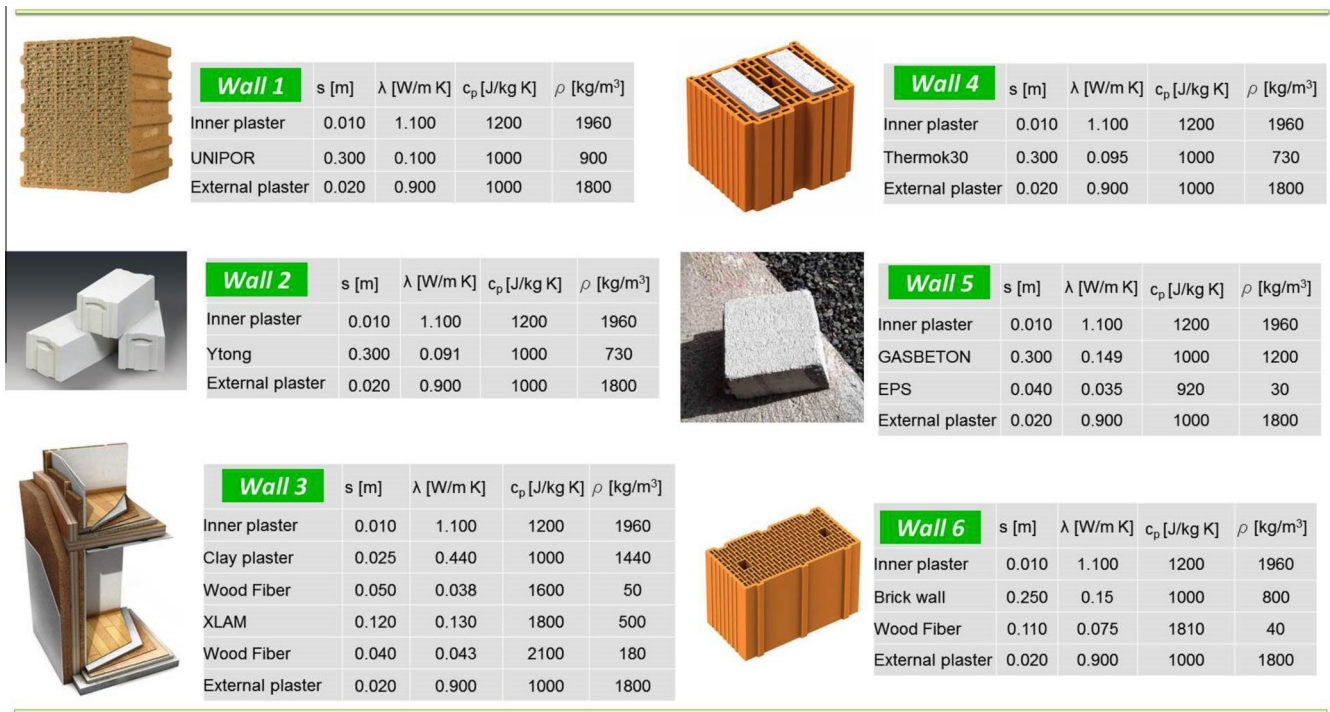 Wall 1 s [m] λ [W/m K] cp [J/kg K] ρ [kg/m³]
Inner plaster 0.010 1.100 1200 1960
UNIPOR 0.300 0.100 1000 900
External plaster 0.020 0.900 1000 1800
Wall 2 s [m] λ [W/m K] cp [J/kg K] ρ [kg/m³]
Inner plaster 0.010 1.100 1200 1960
Ytong 0.300 0.091 1000 730
External plaster 0.020 0.900 1000 1800
Wall 3 s [m] λ [W/m K] cp [J/kg K] ρ [kg/m³]
Inner plaster 0.010 1.100 1200 1960
Clay plaster 0.025 0.440 1000 1440
Wood Fiber 0.050 0.038 1600 50
XLAM 0.120 0.130 1800 500
Wood Fiber 0.040 0.043 2100 180
External plaster 0.020 0.900 1000 1800
Wall 4 s [m] λ [W/m K] cp [J/kg K] ρ [kg/m³]
Inner plaster 0.010 1.100 1200 1960
Thermok30 0.300 0.095 1000 730
External plaster 0.020 0.900 1000 1800
Wall 5 s [m] λ [W/m K] cp [J/kg K] ρ [kg/m³]
Inner plaster 0.010 1.100 1200 1960
GASBETON 0.300 0.149 1000 1200
EPS 0.040 0.035 920 30
External plaster 0.020 0.900 1000 1800
Wall 6 s [m] λ [W/m K] cp [J/kg K] ρ [kg/m³]
Inner plaster 0.010 1.100 1200 1960
Brick wall 0.250 0.15 1000 800
Wood Fiber 0.110 0.075 1810 40
External plaster 0.020 0.900 1000 1800